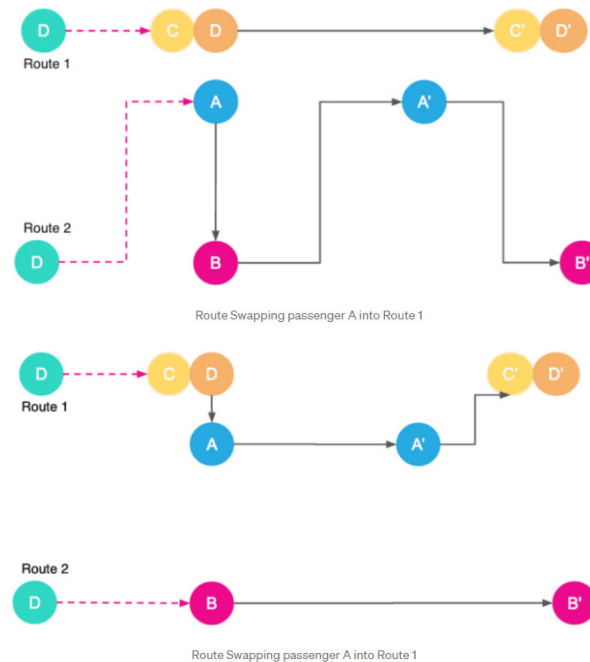 D C D C' D'
Route 1
A A'
Route 2
D B B'
Route Swapping passenger A into Route 1
D C D C' D'
Route 1
A A'
Route 2
D B B'
Route Swapping passenger A into Route 1